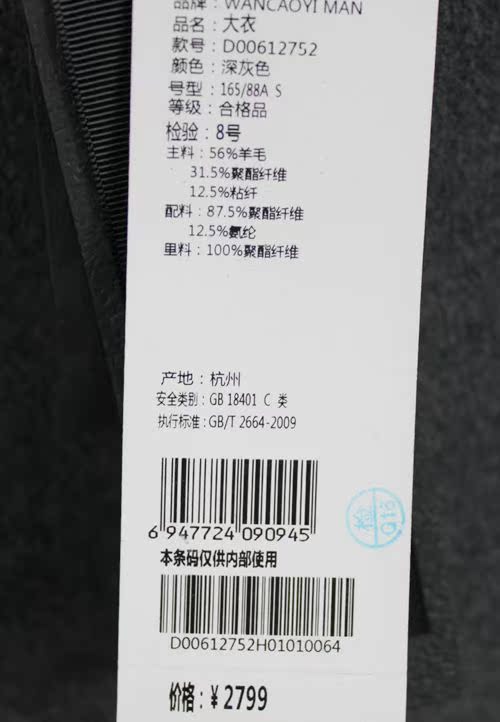 品牌：WANCAOYI MAN
品名：大衣
款号：D00612752
颜色：深灰色
号型：165/88A S
等级：合格品
检验：8号
主料：56%羊毛
31.5%聚酯纤维
12.5%粘纤
配料：87.5%聚酯纤维
12.5%氨纶
里料：100%聚酯纤维
产地：杭州
安全类别：GB 18401 C 类
执行标准：GB/T 2664-2009
6 947724 090945
检
Q13
本条码仅供内部使用
D00612752H01010064
价格：¥2799